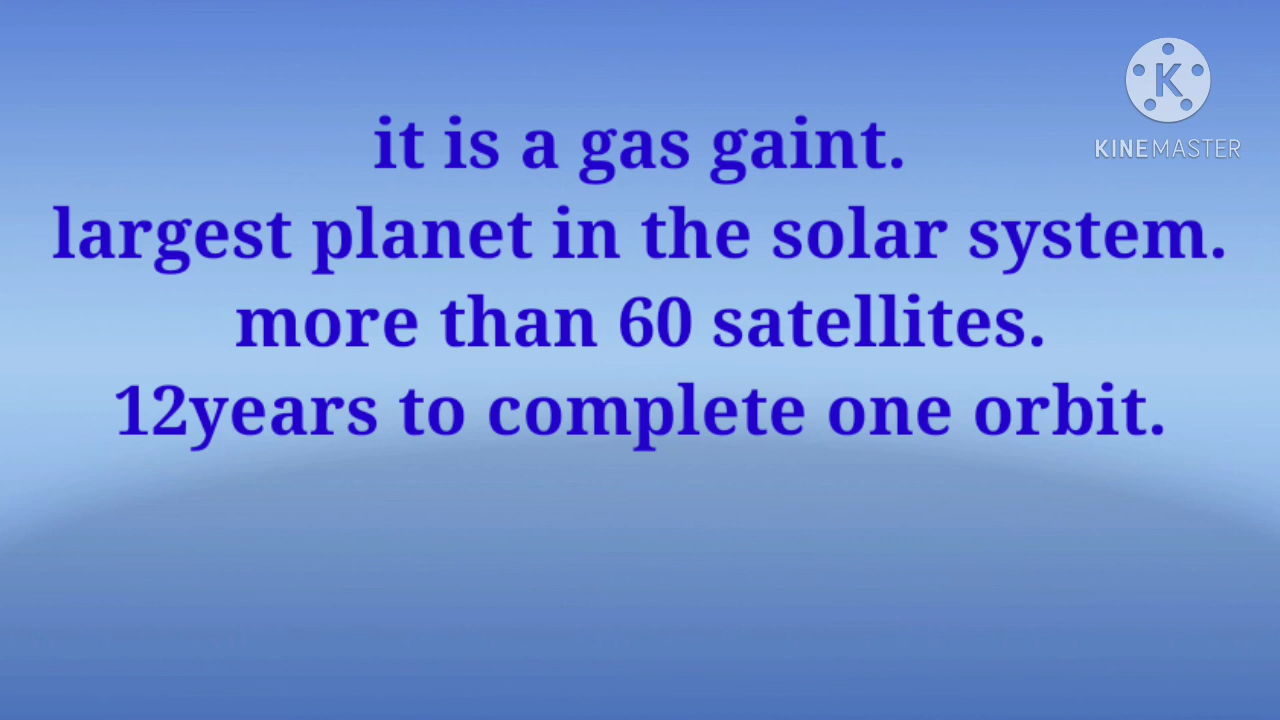 K
KINEMASTER
it is a gas gaint.
largest planet in the solar system.
more than 60 satellites.
12years to complete one orbit.